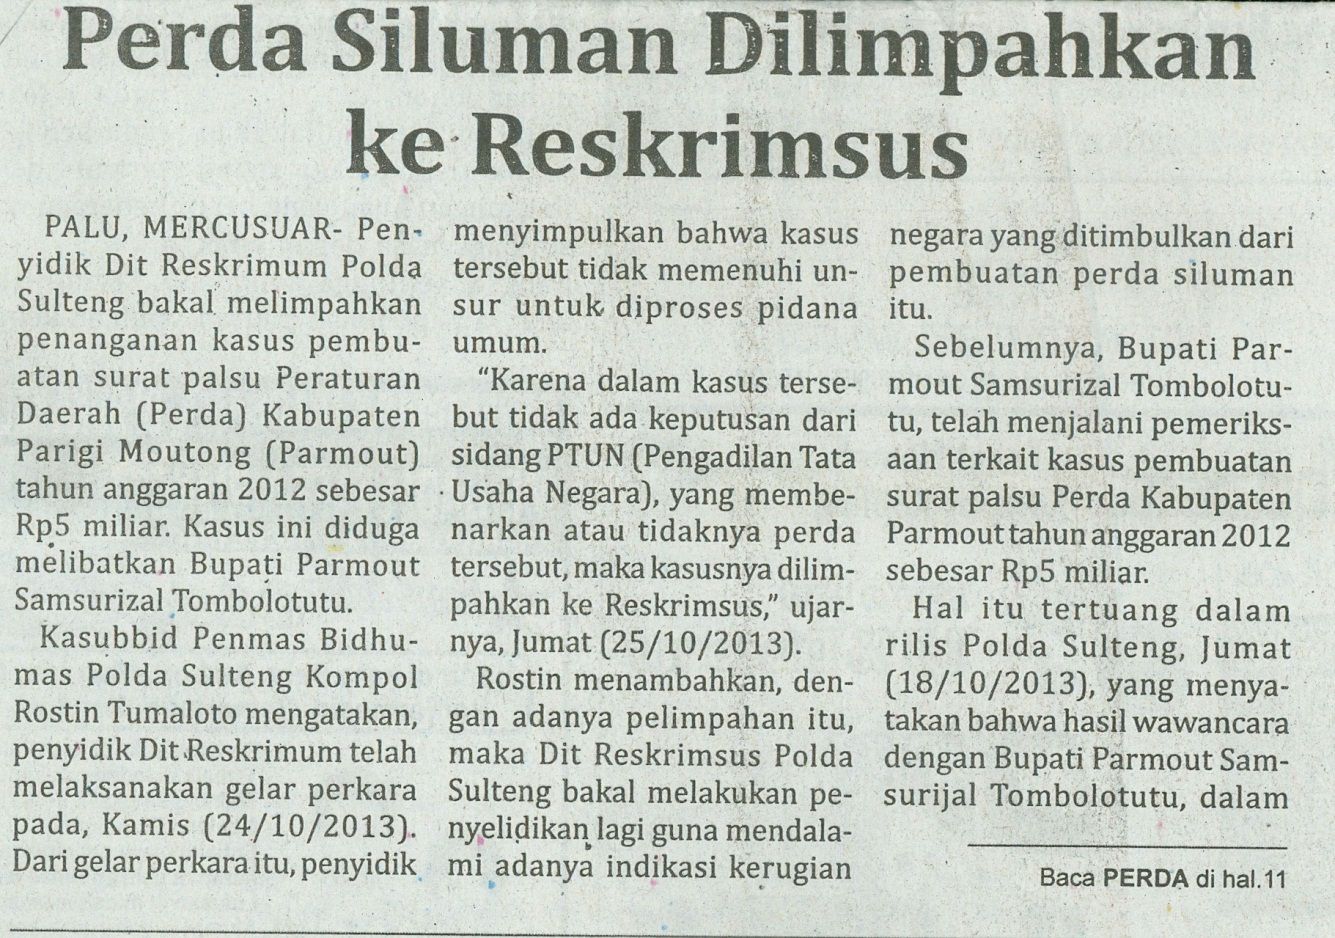 Perda Siluman Dilimpahkan
ke Reskrimsus
PALU, MERCUSUAR- Pen-
yidik Dit Reskrimum Polda
Sulteng bakal melimpahkan
penanganan kasus pembu-
atan surat palsu Peraturan
Daerah (Perda) Kabupaten
Parigi Moutong (Parmout)
tahun anggaran 2012 sebesar
Rp5 miliar. Kasus ini diduga
melibatkan Bupati Parmout
Samsurizal Tombolotutu.
Kasubbid Penmas Bidhu-
mas Polda Sulteng Kompol
Rostin Tumaloto mengatakan,
penyidik Dit Reskrimum telah
melaksanakan gelar perkara
pada, Kamis (24/10/2013).
Dari gelar perkara itu, penyidik
menyimpulkan bahwa kasus
tersebut tidak memenuhi un-
sur untuk diproses pidana
umum.
“Karena dalam kasus terse-
but tidak ada keputusan dari
sidang PTUN (Pengadilan Tata
Usaha Negara), yang membe-
narkan atau tidaknya perda
tersebut, maka kasusnya dilim-
pahkan ke Reskrimsus,” ujar-
nya, Jumat (25/10/2013).
Rostin menambahkan, den-
gan adanya pelimpahan itu,
maka Dit Reskrimsus Polda
Sulteng bakal melakukan pe-
nyelidikan lagi guna mendala-
mi adanya indikasi kerugian
negara yang ditimbulkan dari
pembuatan perda siluman
itu.
Sebelumnya, Bupati Par-
mout Samsurizal Tombolotu-
tu, telah menjalani pemeriks-
aan terkait kasus pembuatan
surat palsu Perda Kabupaten
Parmout tahun anggaran 2012
sebesar Rp5 miliar.
Hal itu tertuang dalam
rilis Polda Sulteng, Jumat
(18/10/2013), yang menya-
takan bahwa hasil wawancara
dengan Bupati Parmout Sam-
surijal Tombolotutu, dalam
Baca PERDA di hal.11